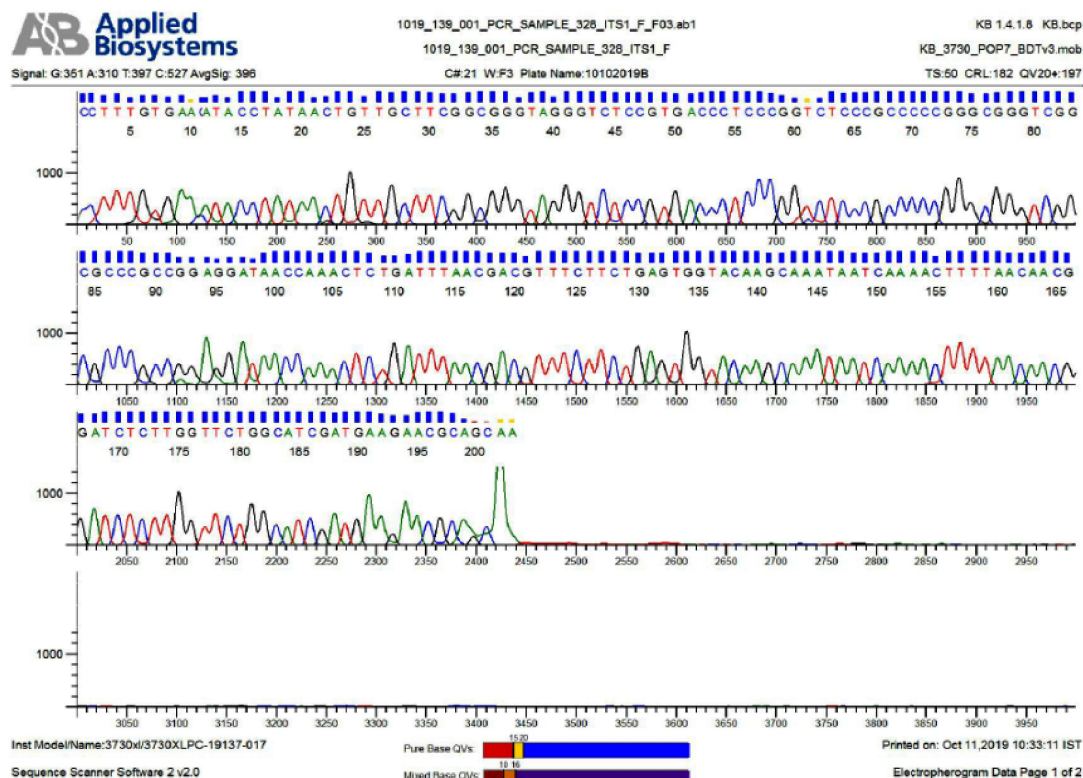 AB Applied Biosystems
1019_139_001_PCR_SAMPLE_328_ITS1_F_F03.ab1
KB 1.4.1.8 KB.bcp
1019_139_001_PCR_SAMPLE_328_ITS1_F
KB_3730_POP7_BDTv3.mob
Signal: G:351 A:310 T:397 C:527 AvgSig: 396
C#:21 W:F3 Plate Name:10102019B
TS:50 CRL:182 QV20+:197
CCTTTGTGAACATACCTATAACTGTTGCTTCGGCGGGTAGGGTCTCCGTGACCCTCCCGGTCTCCCGCCCCCGGGCGGGTCGG
5 10 15 20 25 30 35 40 45 50 55 60 65 70 75 80
1000
50 100 150 200 250 300 350 400 450 500 550 600 650 700 750 800 850 900 950
CGCCCGCCGGAGGATAACCAAACTCTGATTTAACGACGTTTCTTCTGAGTGGTACAAGCAAATAATCAAAACTTTTAACAACG
85 90 95 100 105 110 115 120 125 130 135 140 145 150 155 160 165
1000
1050 1100 1150 1200 1250 1300 1350 1400 1450 1500 1550 1600 1650 1700 1750 1800 1850 1900 1950
GATCTCTTGGTTCTGGCATCGATGAAGAACGCAGCAA
170 175 180 185 190 195 200
1000
2050 2100 2150 2200 2250 2300 2350 2400 2450 2500 2550 2600 2650 2700 2750 2800 2850 2900 2950
1000
3050 3100 3150 3200 3250 3300 3350 3400 3450 3500 3550 3600 3650 3700 3750 3800 3850 3900 3950
Inst Model/Name:3730xl/3730XLPC-19137-017
Pure Base QVs:
15 20
Printed on: Oct 11,2019 10:33:11 IST
Sequence Scanner Software 2 v2.0
Mixed Base QVs:
10 16
Electropherogram Data Page 1 of 2